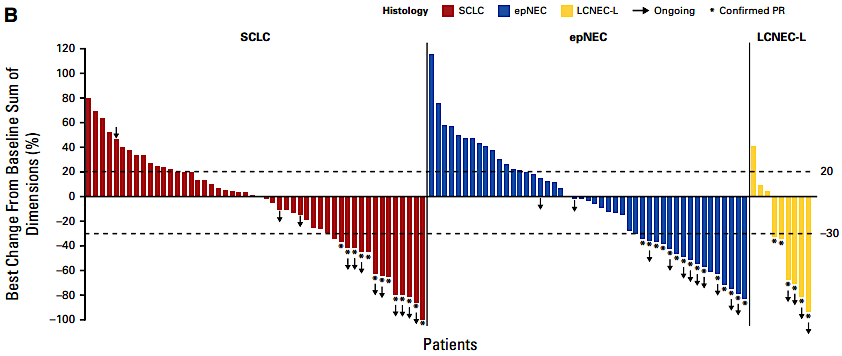 B
Histology SCLC epNEC LCNEC-L Ongoing * Confirmed PR
SCLC epNEC LCNEC-L
Best Change From Baseline Sum of
Dimensions (%)
120
100
80
60
40
20
0
−20
−40
−60
−80
−100
20
−30
Patients